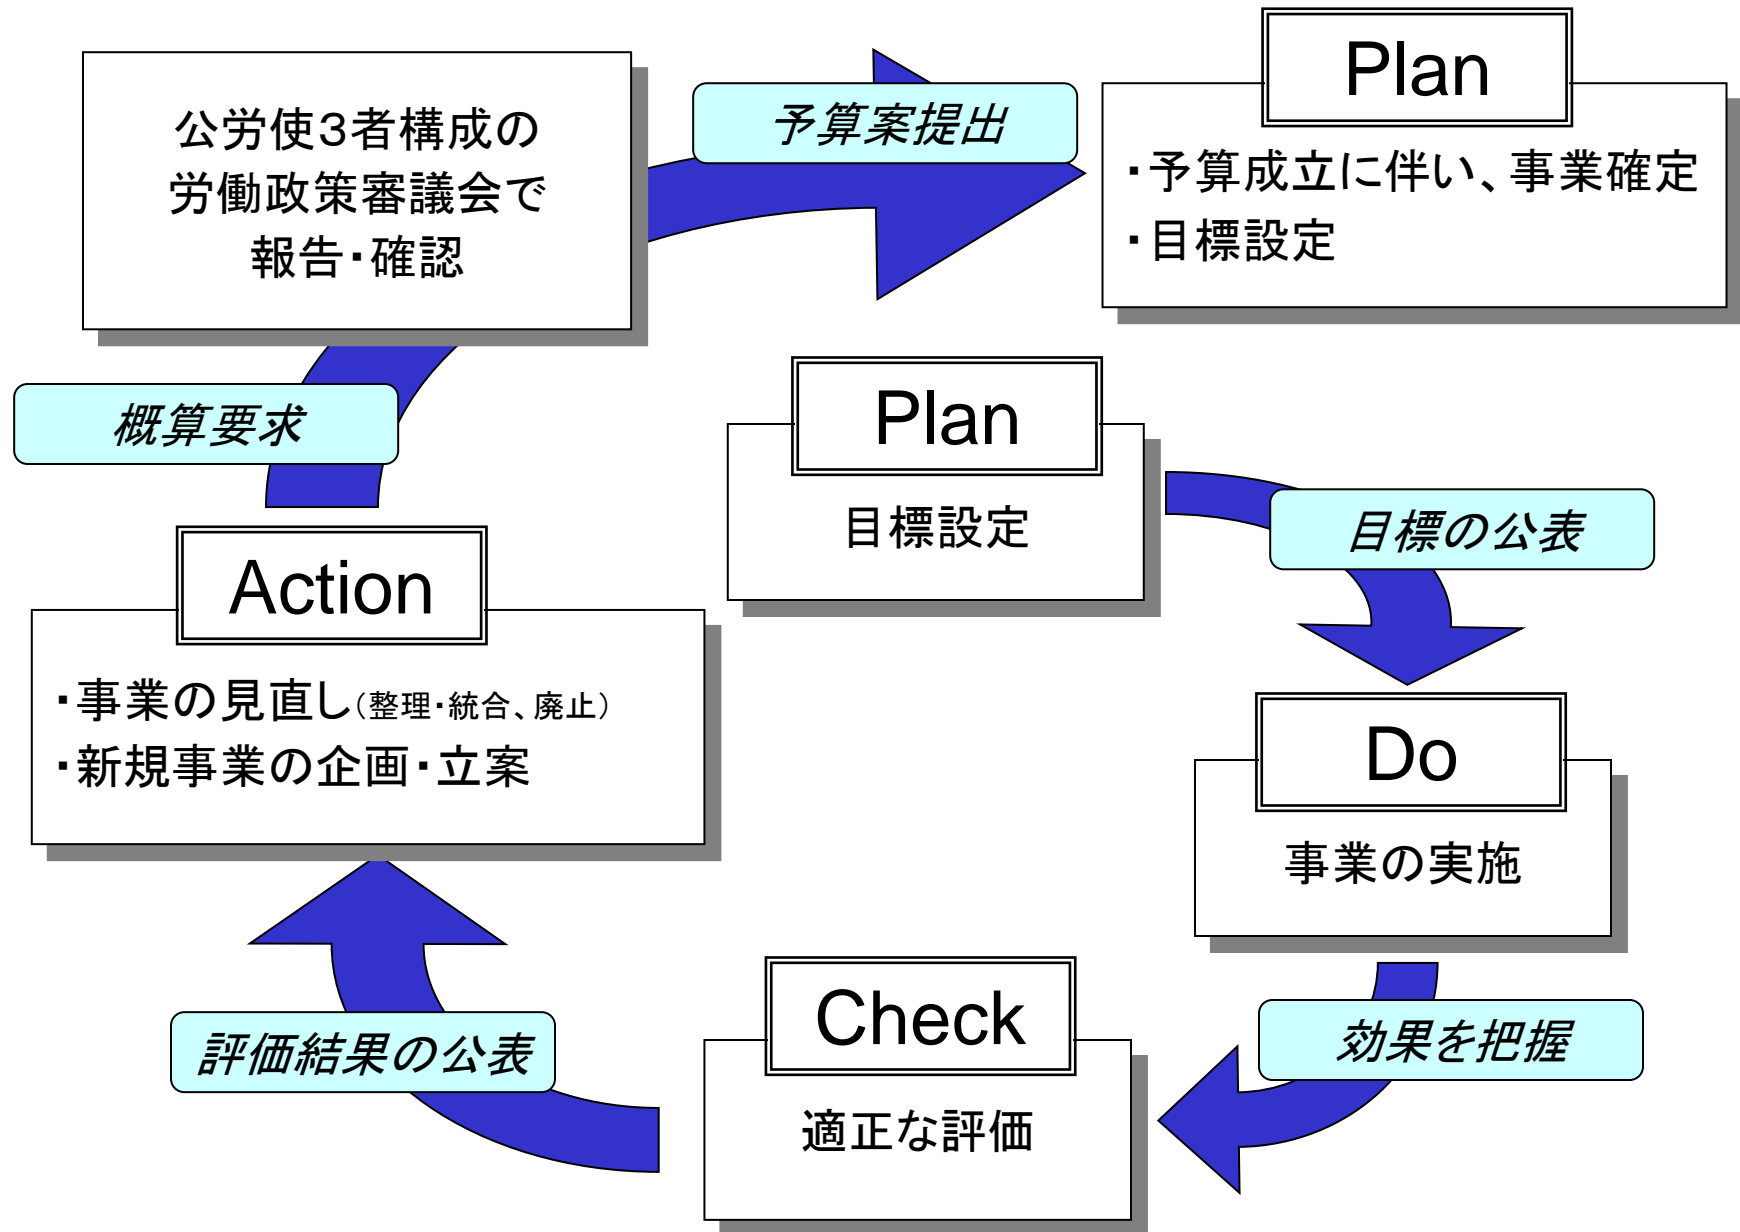 公労使3者構成の
労働政策審議会で
報告・確認
予算案提出
Plan
・予算成立に伴い、事業確定
・目標設定
概算要求
Plan
目標設定
目標の公表
Action
・事業の見直し(整理・統合、廃止)
・新規事業の企画・立案
Do
事業の実施
効果を把握
Check
適正な評価
評価結果の公表